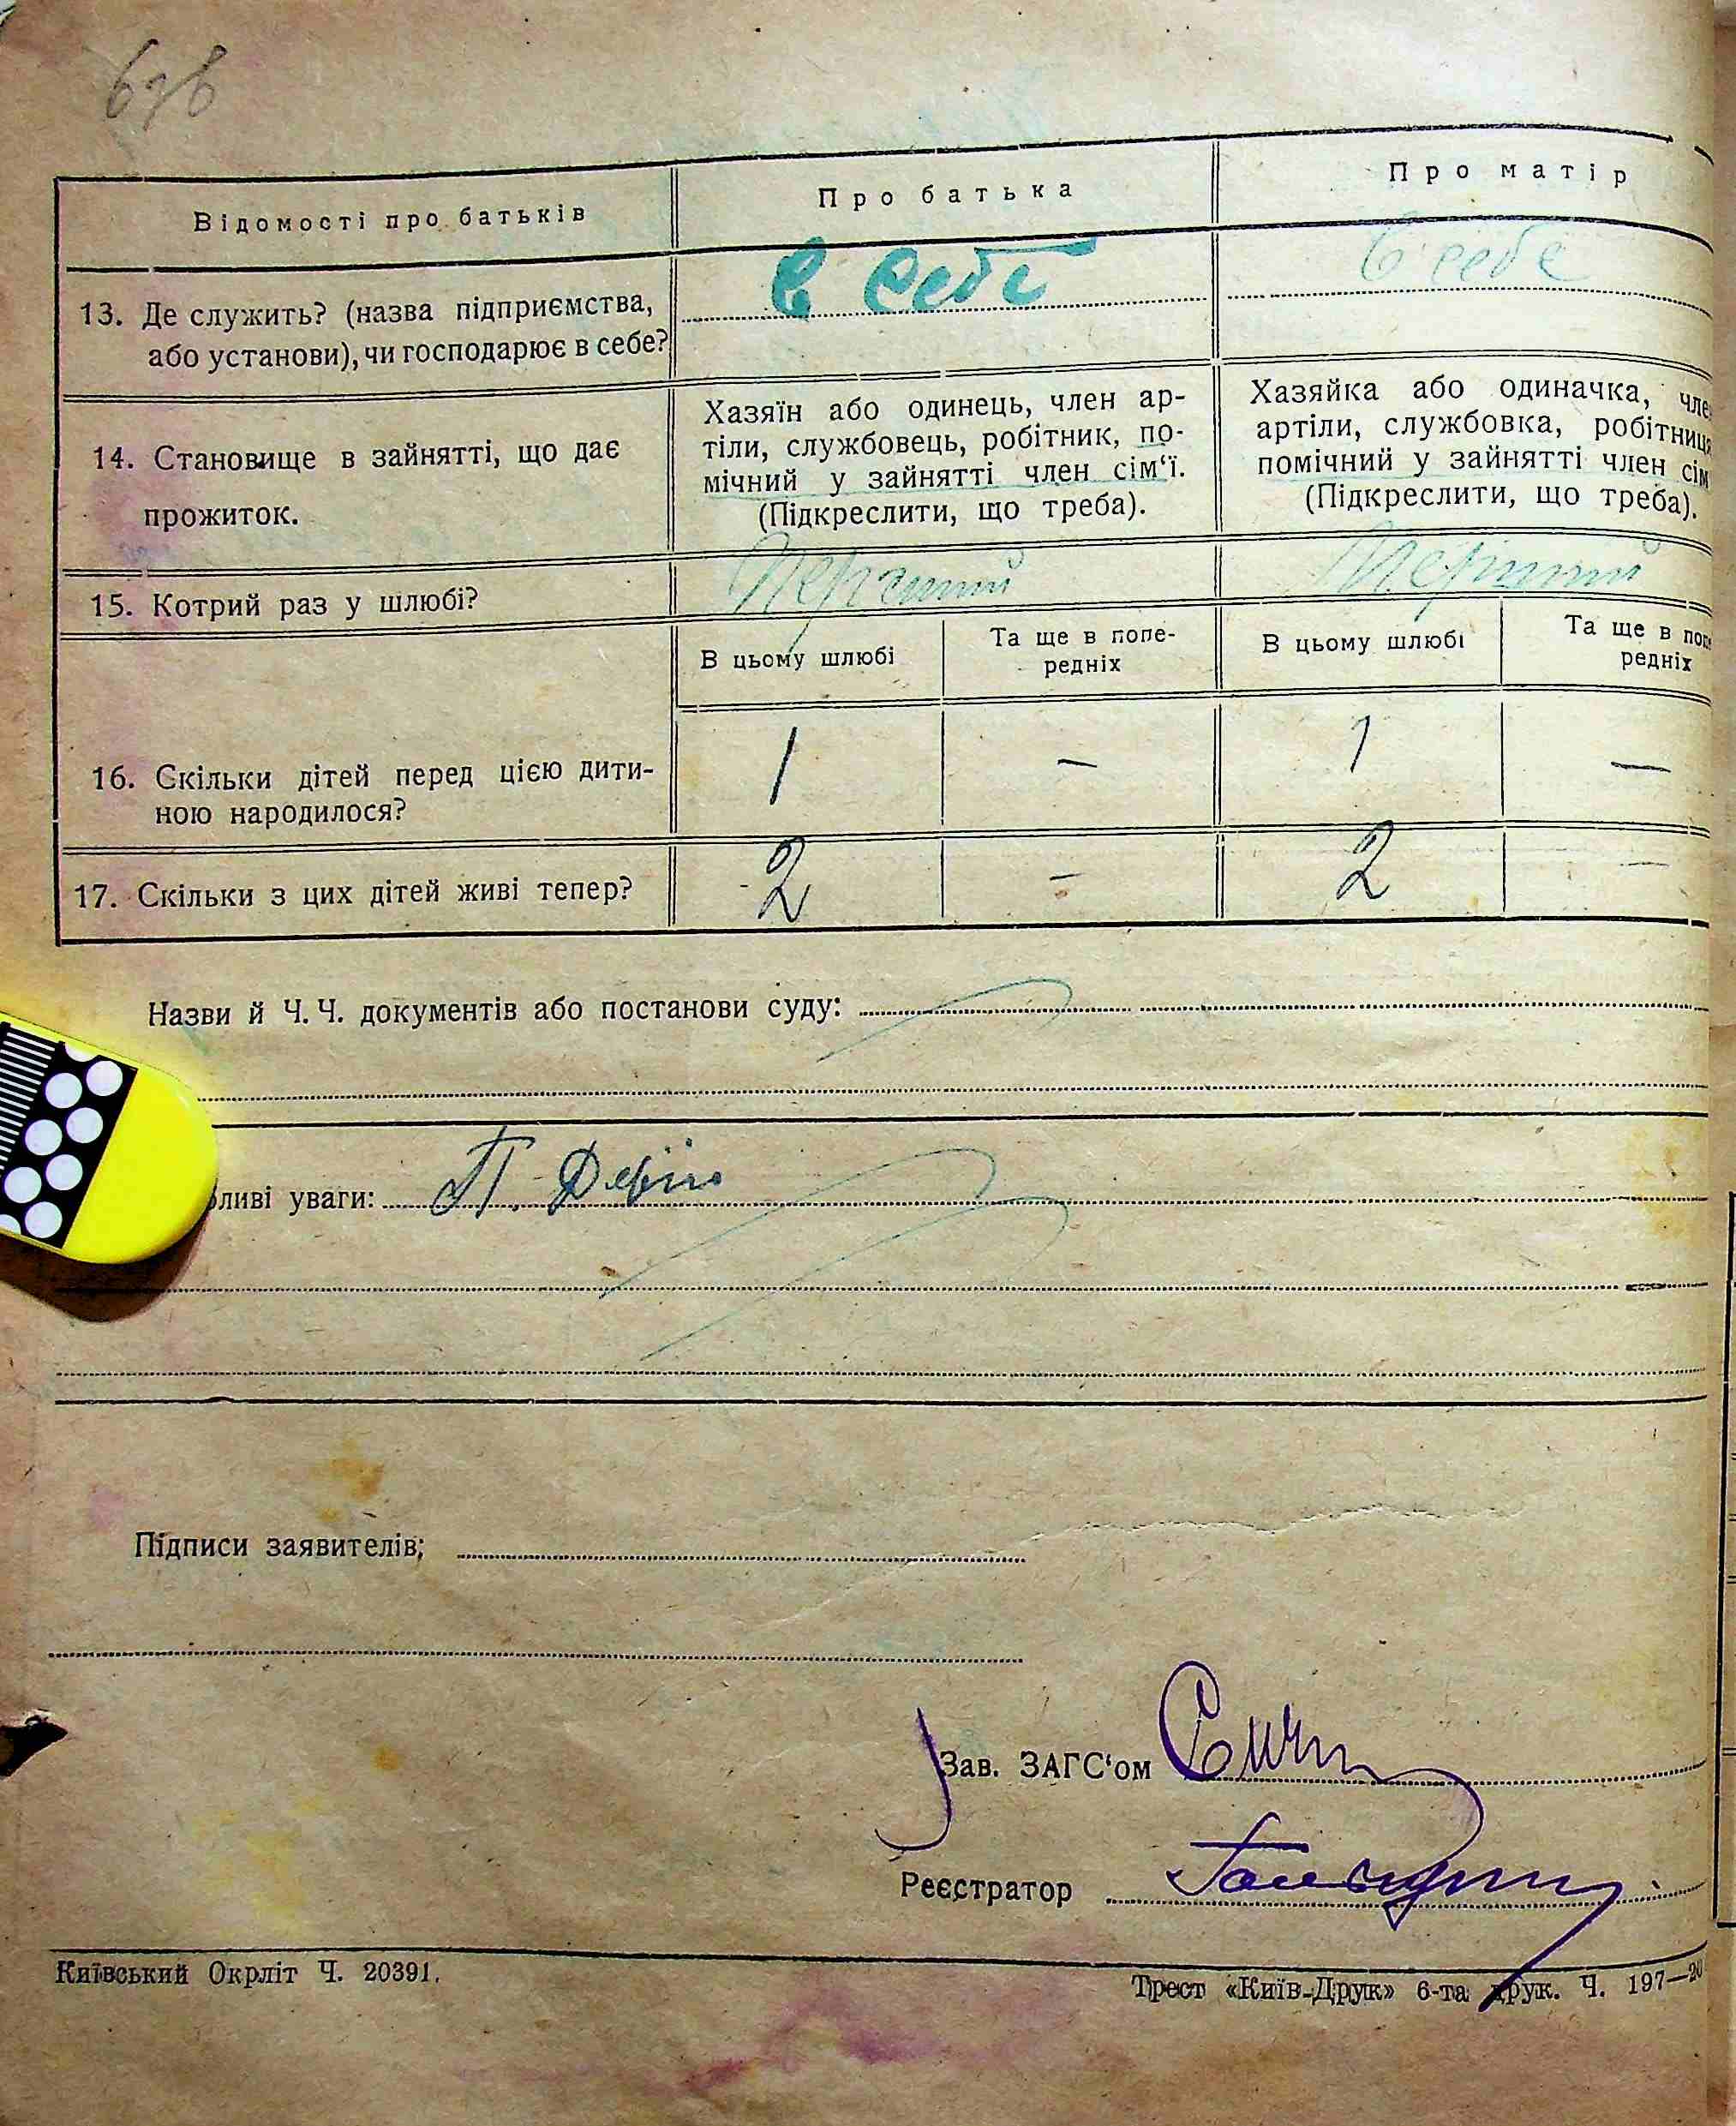 Відомості про батьків
Про батька
Про матір
13. Де служить? (назва підприємства,
або установи), чи господарює в себе?
в себе
в себе
14. Становище в зайнятті, що дає
прожиток.
Хазяїн або одинець, член ар-
тіли, службовець, робітник, по-
мічний у зайнятті член сім‘ї.
(Підкреслити, що треба).
Хазяйка або одиначка, чле
артіли, службовка, робітниця
помічний у зайнятті член сім
(Підкреслити, що треба).
15. Котрий раз у шлюбі?
Перший
Перший
В цьому шлюбі
Та ще в попе-
редніх
В цьому шлюбі
Та ще в попе
редніх
16. Скільки дітей перед цією дити-
ною народилося?
1
—
1
—
17. Скільки з цих дітей живі тепер?
2
—
2
—
Назви й Ч. Ч. документів або постанови суду:
ливі уваги:
Підписи заявителів;
Зав. ЗАГС‘ом
Реєстратор
Київський Окрліт Ч. 20391.
Трест «Київ-Друк» 6-та друк. Ч. 197—20